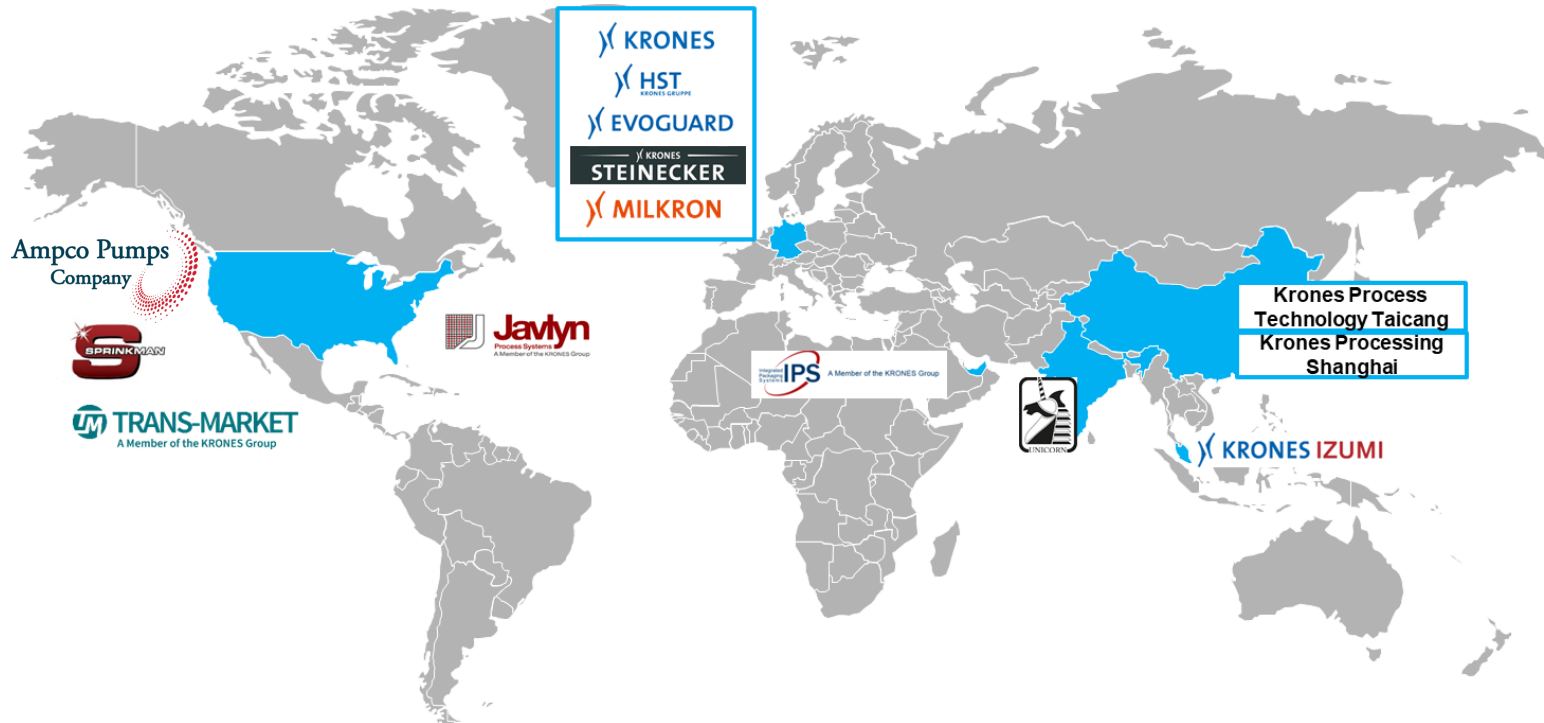 KRONES
HST
KRONES GRUPPE
EVOGUARD
KRONES
STEINECKER
MILKRON
Ampco Pumps
Company
S
SPRINKMAN
Javlyn
Process Systems
A Member of the KRONES Group
TM TRANS-MARKET
A Member of the KRONES Group
Integrated
Packaging
Systems
IPS
A Member of the KRONES Group
UNICORN
Krones Process
Technology Taicang
Krones Processing
Shanghai
KRONES IZUMI